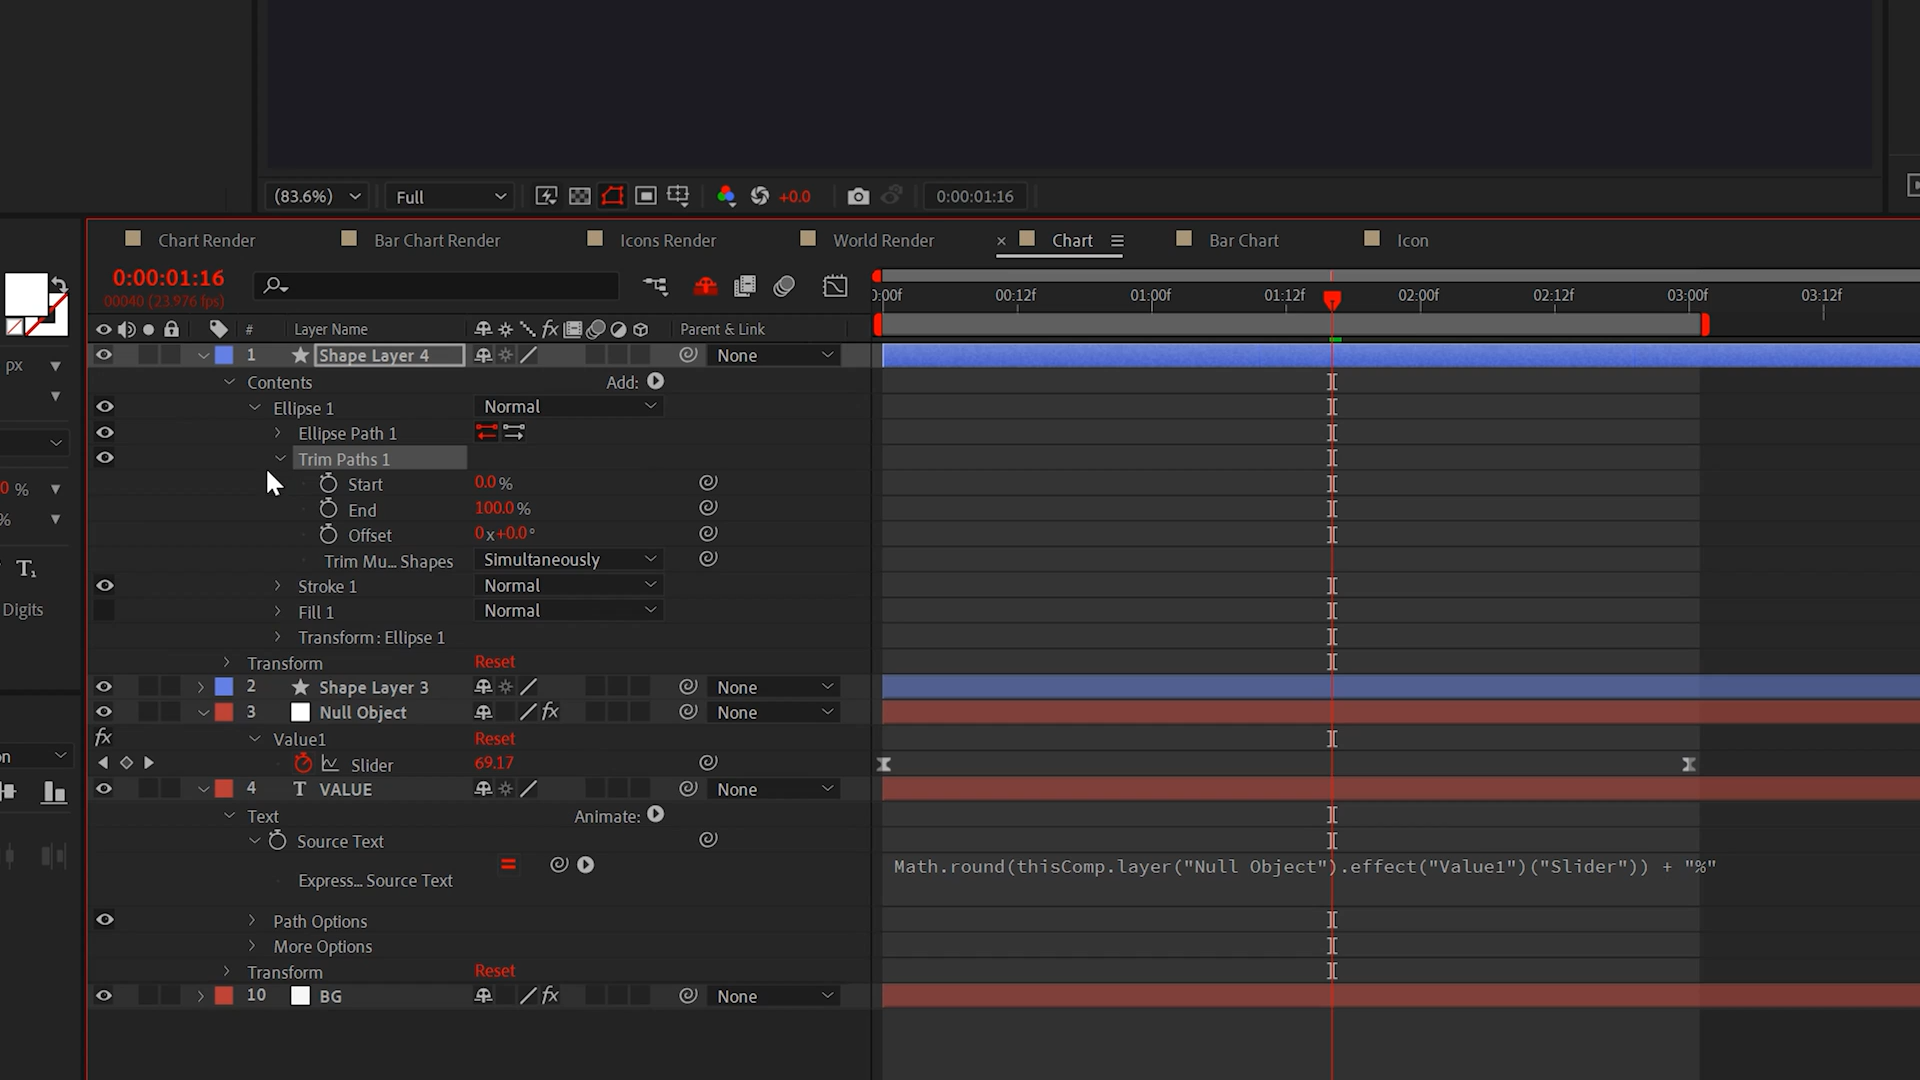 (83.6%) Full +0.0 0:00:01:16
Chart Render Bar Chart Render Icons Render World Render × Chart Bar Chart Icon
0:00:01:16
00040 (23.976 fps)
00f 00:12f 01:00f 01:12f 02:00f 02:12f 03:00f 03:12f
# Layer Name fx Parent & Link
1 Shape Layer 4 None
px
Contents Add:
Ellipse 1 Normal
Ellipse Path 1
Trim Paths 1
Start 0.0 %
0 %
End 100.0 %
%
Offset 0x+0.0°
Trim Mu... Shapes Simultaneously
T1
Stroke 1 Normal
Digits
Fill 1 Normal
Transform : Ellipse 1
Transform Reset
2 Shape Layer 3 None
3 Null Object fx None
fx Value1 Reset
on
Slider 69.17
4 T VALUE None
Text Animate:
Source Text
Express... Source Text Math.round(thisComp.layer("Null Object").effect("Value1")("Slider")) + "%"
Path Options
More Options
Transform Reset
10 BG fx None